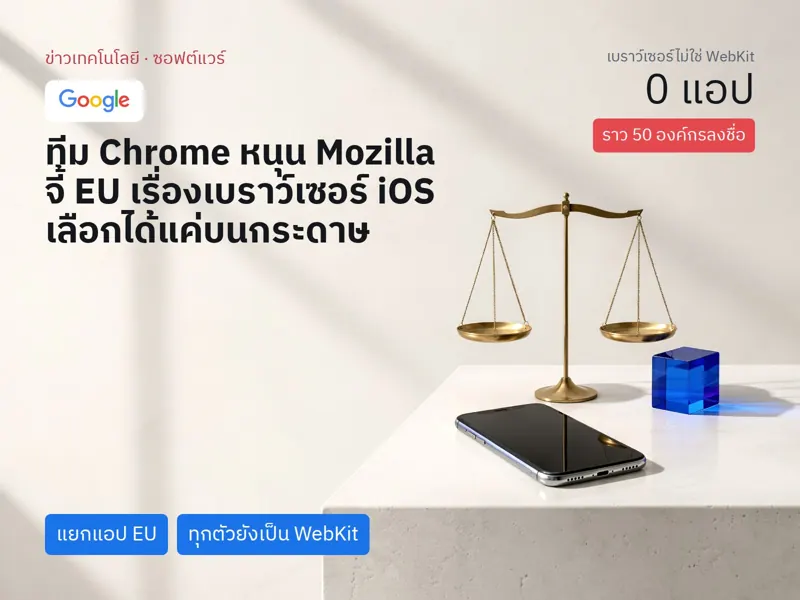 ข่าวเทคโนโลยี · ซอฟต์แวร์
Google
ทีม Chrome หนุน Mozilla
จี้ EU เรื่องเบราว์เซอร์ iOS
เลือกได้แค่บนกระดาษ
เบราว์เซอร์ไม่ใช่ WebKit
0 แอป
ราว 50 องค์กรลงชื่อ
แยกแอป EU
ทุกตัวยังเป็น WebKit